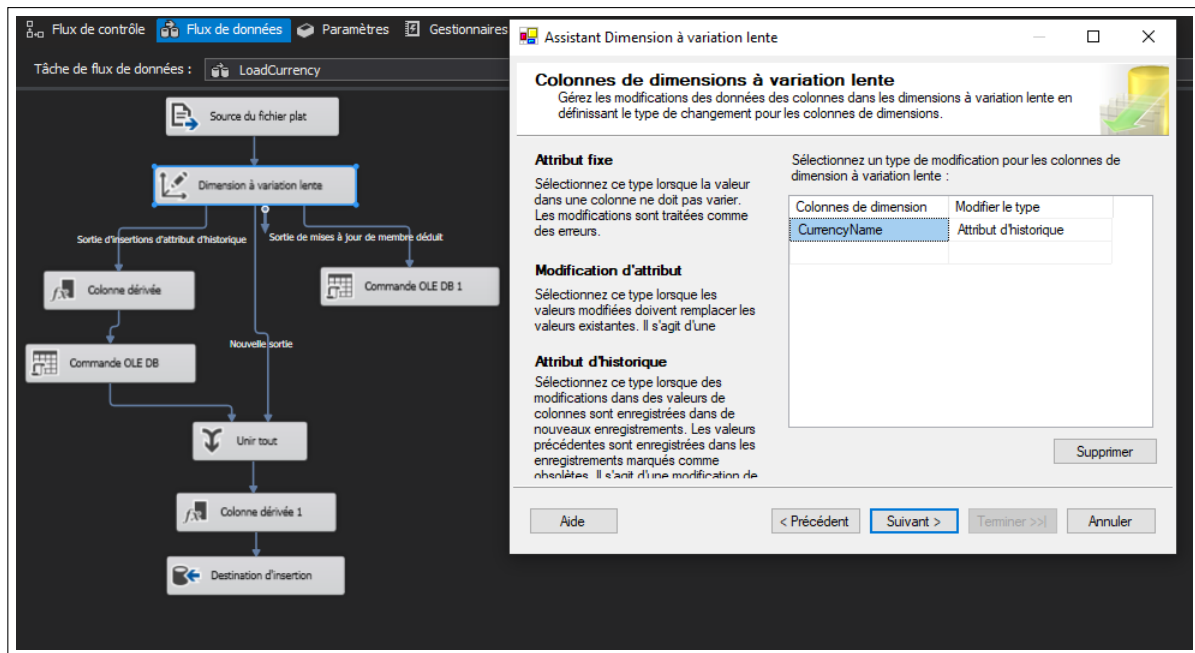 Flux de contrôle
Flux de données
Paramètres
Gestionnaires
Tâche de flux de données :
LoadCurrency
Source du fichier plat
Dimension à variation lente
Sortie d'insertions d'attribut d'historique
Sortie de mises à jour de membre déduit
Colonne dérivée
Commande OLE DB 1
Nouvelle sortie
Commande OLE DB
Unir tout
Colonne dérivée 1
Destination d'insertion
Assistant Dimension à variation lente
Colonnes de dimensions à variation lente
Gérez les modifications des données des colonnes dans les dimensions à variation lente en
définissant le type de changement pour les colonnes de dimensions.
Attribut fixe
Sélectionnez ce type lorsque la valeur
dans une colonne ne doit pas varier.
Les modifications sont traitées comme
des erreurs.
Modification d'attribut
Sélectionnez ce type lorsque les
valeurs modifiées doivent remplacer les
valeurs existantes. Il s'agit d'une
Attribut d'historique
Sélectionnez ce type lorsque des
modifications dans des valeurs de
colonnes sont enregistrées dans de
nouveaux enregistrements. Les valeurs
précédentes sont enregistrées dans les
enregistrements marqués comme
obsolètes. Il s'agit d'une modification de
Sélectionnez un type de modification pour les colonnes de
dimension à variation lente :
Colonnes de dimension
Modifier le type
CurrencyName
Attribut d'historique
Supprimer
Aide
< Précédent
Suivant >
Terminer >>|
Annuler